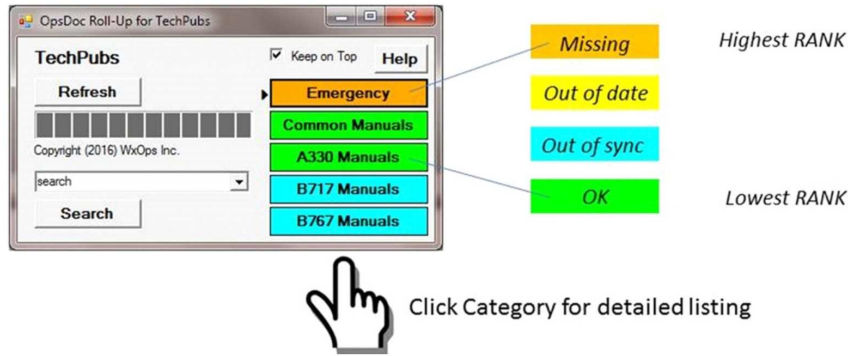 OpsDoc Roll-Up for TechPubs
TechPubs
Keep on Top
Help
Refresh
Emergency
Common Manuals
Copyright (2016) WxOps Inc.
A330 Manuals
search
B717 Manuals
Search
B767 Manuals
Missing
Highest RANK
Out of date
Out of sync
OK
Lowest RANK
Click Category for detailed listing